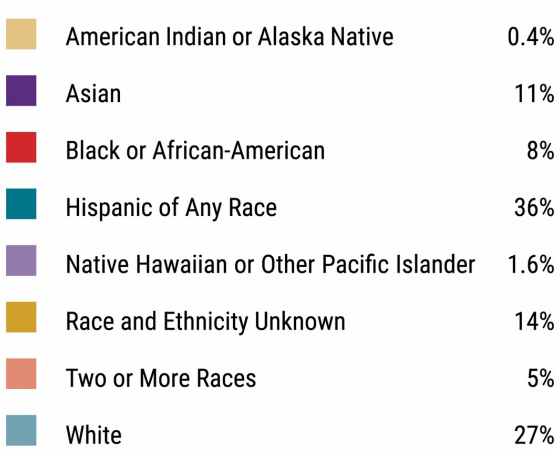 American Indian or Alaska Native 0.4%
Asian 11%
Black or African-American 8%
Hispanic of Any Race 36%
Native Hawaiian or Other Pacific Islander 1.6%
Race and Ethnicity Unknown 14%
Two or More Races 5%
White 27%